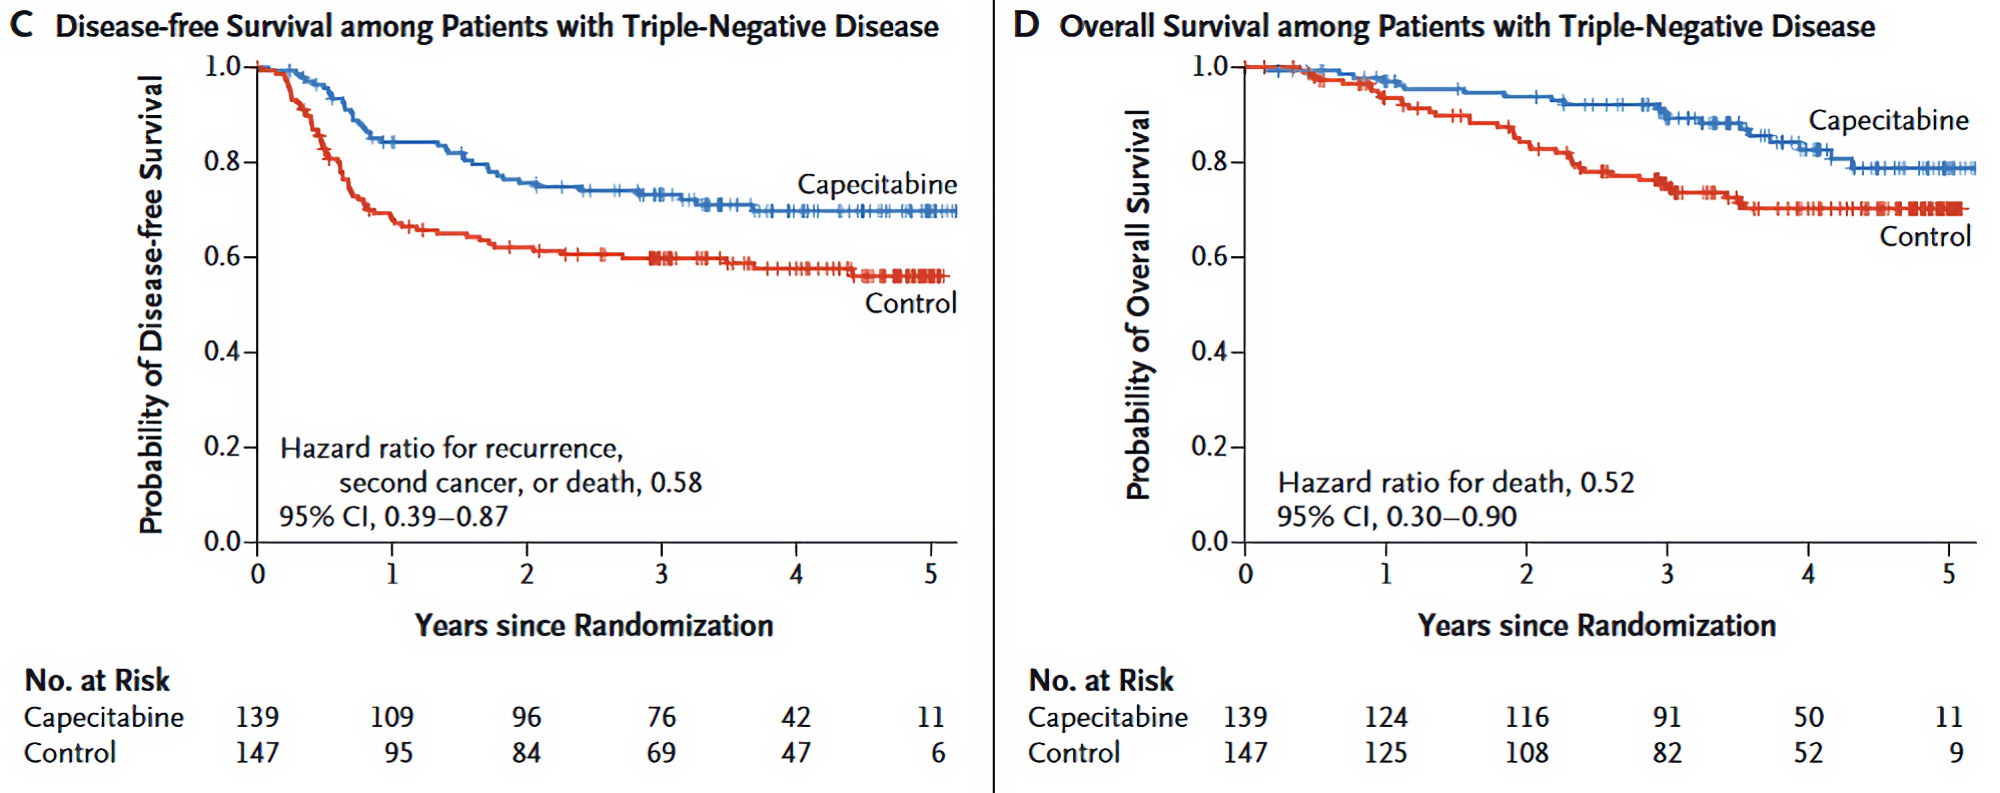 C Disease-free Survival among Patients with Triple-Negative Disease
Probability of Disease-free Survival
1.0
0.8
0.6
0.4
0.2
0.0
Capecitabine
Control
Hazard ratio for recurrence,
second cancer, or death, 0.58
95% CI, 0.39–0.87
0 1 2 3 4 5
Years since Randomization
No. at Risk
Capecitabine 139 109 96 76 42 11
Control 147 95 84 69 47 6
D Overall Survival among Patients with Triple-Negative Disease
Probability of Overall Survival
1.0
0.8
0.6
0.4
0.2
0.0
Capecitabine
Control
Hazard ratio for death, 0.52
95% CI, 0.30–0.90
0 1 2 3 4 5
Years since Randomization
No. at Risk
Capecitabine 139 124 116 91 50 11
Control 147 125 108 82 52 9